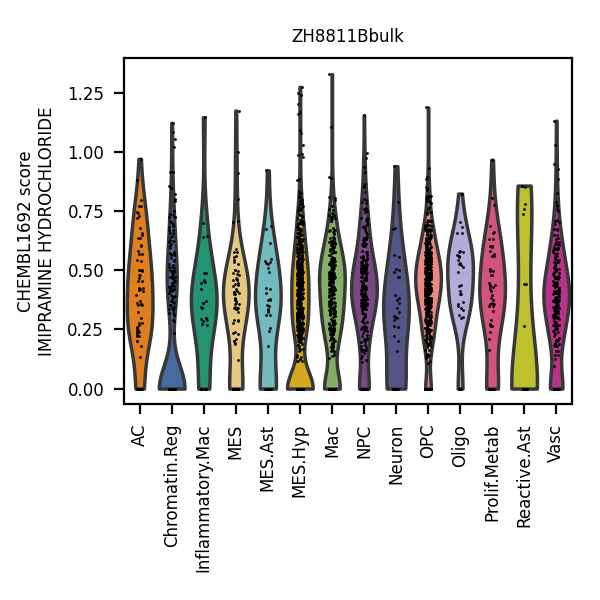 ZH8811Bbulk
CHEMBL1692 score
IMIPRAMINE HYDROCHLORIDE
1.25
1.00
0.75
0.50
0.25
0.00
AC
Chromatin.Reg
Inflammatory.Mac
MES
MES.Ast
MES.Hyp
Mac
NPC
Neuron
OPC
Oligo
Prolif.Metab
Reactive.Ast
Vasc